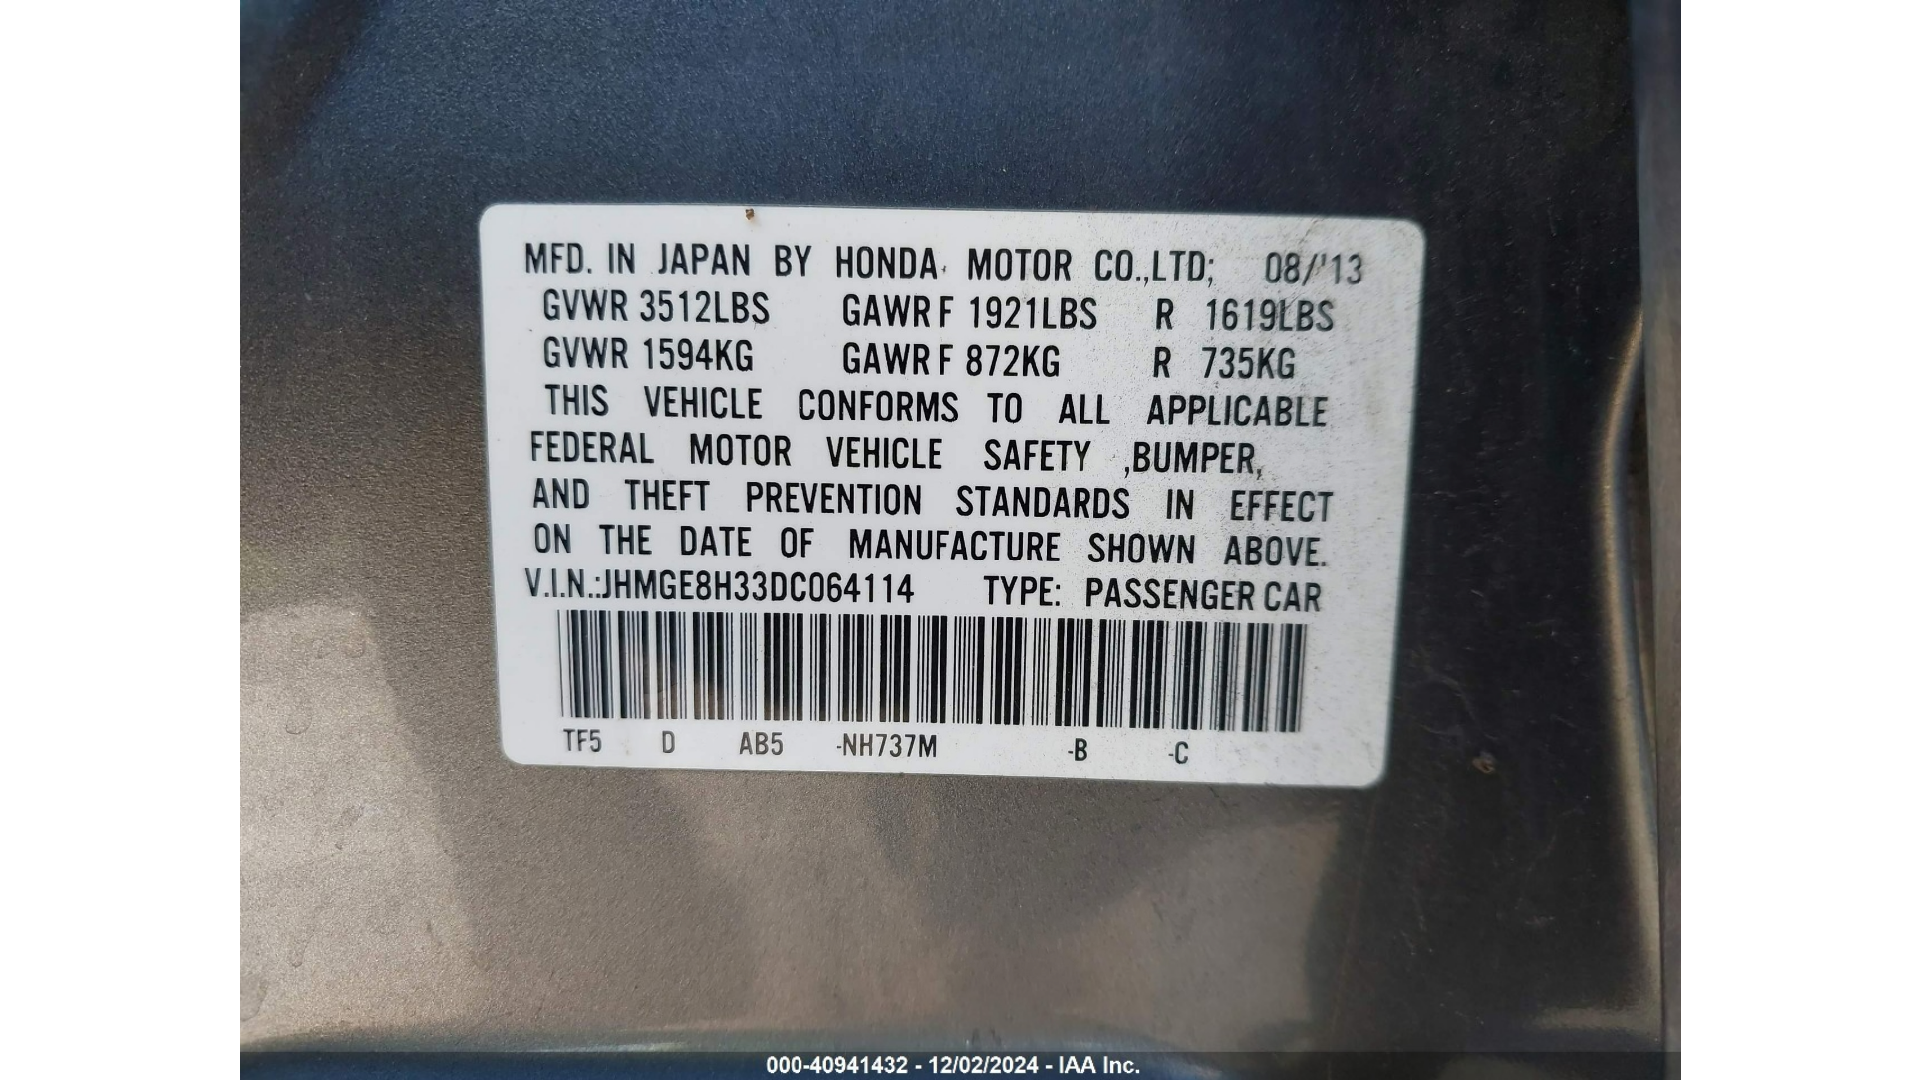 MFD. IN JAPAN BY HONDA MOTOR CO.,LTD; 08/'13
GVWR 3512LBS GAWR F 1921LBS R 1619LBS
GVWR 1594KG GAWR F 872KG R 735KG
THIS VEHICLE CONFORMS TO ALL APPLICABLE
FEDERAL MOTOR VEHICLE SAFETY ,BUMPER,
AND THEFT PREVENTION STANDARDS IN EFFECT
ON THE DATE OF MANUFACTURE SHOWN ABOVE.
V.I.N.:JHMGE8H33DC064114 TYPE: PASSENGER CAR
TF5 D AB5 -NH737M -B -C
000-40941432 - 12/02/2024 - IAA Inc.